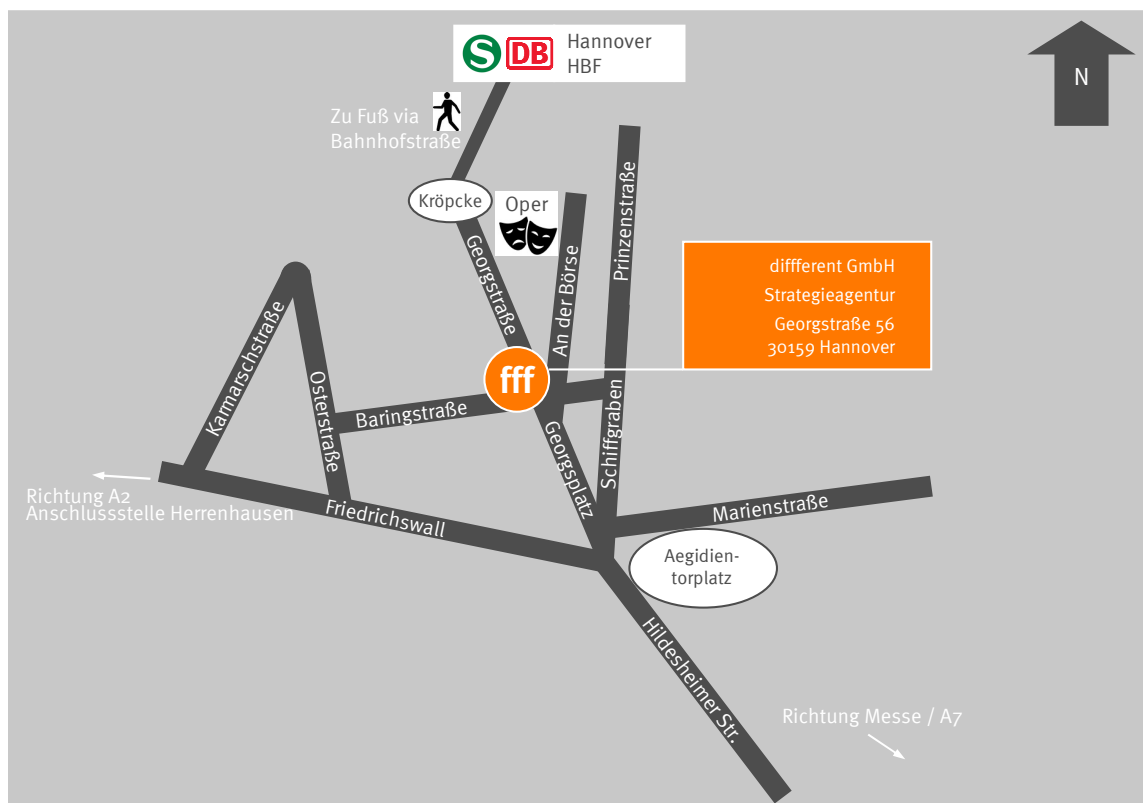 S DB Hannover
HBF
N
Zu Fuß via
Bahnhofstraße
Kröpcke
Oper
Georgstraße
An der Börse
Prinzenstraße
diffferent GmbH
Strategieagentur
Georgstraße 56
30159 Hannover
fff
Karmarschstraße
Osterstraße
Baringstraße
Georgsplatz
Schiffgraben
Richtung A2
Anschlussstelle Herrenhausen
Friedrichswall
Marienstraße
Aegidien-
torplatz
Hildesheimer Str.
Richtung Messe / A7